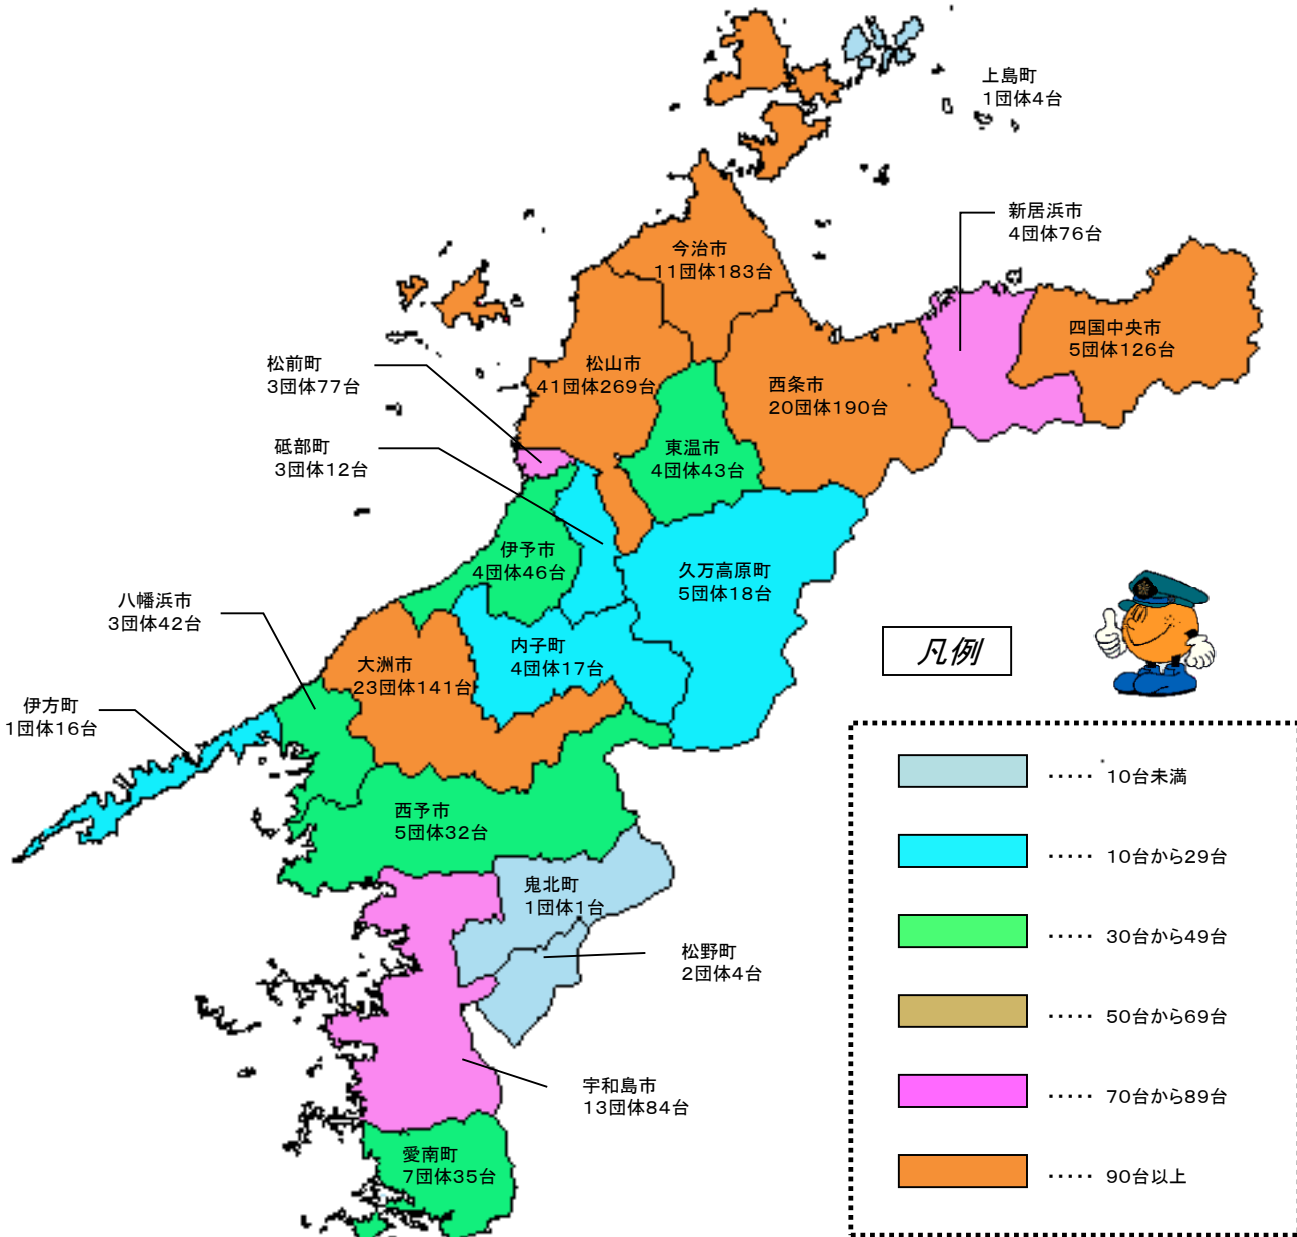 上島町
1団体4台
新居浜市
4団体76台
今治市
11団体183台
四国中央市
5団体126台
松前町
3団体77台
松山市
41団体269台
西条市
20団体190台
砥部町
3団体12台
東温市
4団体43台
伊予市
4団体46台
久万高原町
5団体18台
八幡浜市
3団体42台
内子町
4団体17台
大洲市
23団体141台
伊方町
1団体16台
西予市
5団体32台
鬼北町
1団体1台
松野町
2団体4台
宇和島市
13団体84台
愛南町
7団体35台
凡例
‥‥‥ 10台未満
‥‥‥ 10台から29台
‥‥‥ 30台から49台
‥‥‥ 50台から69台
‥‥‥ 70台から89台
‥‥‥ 90台以上